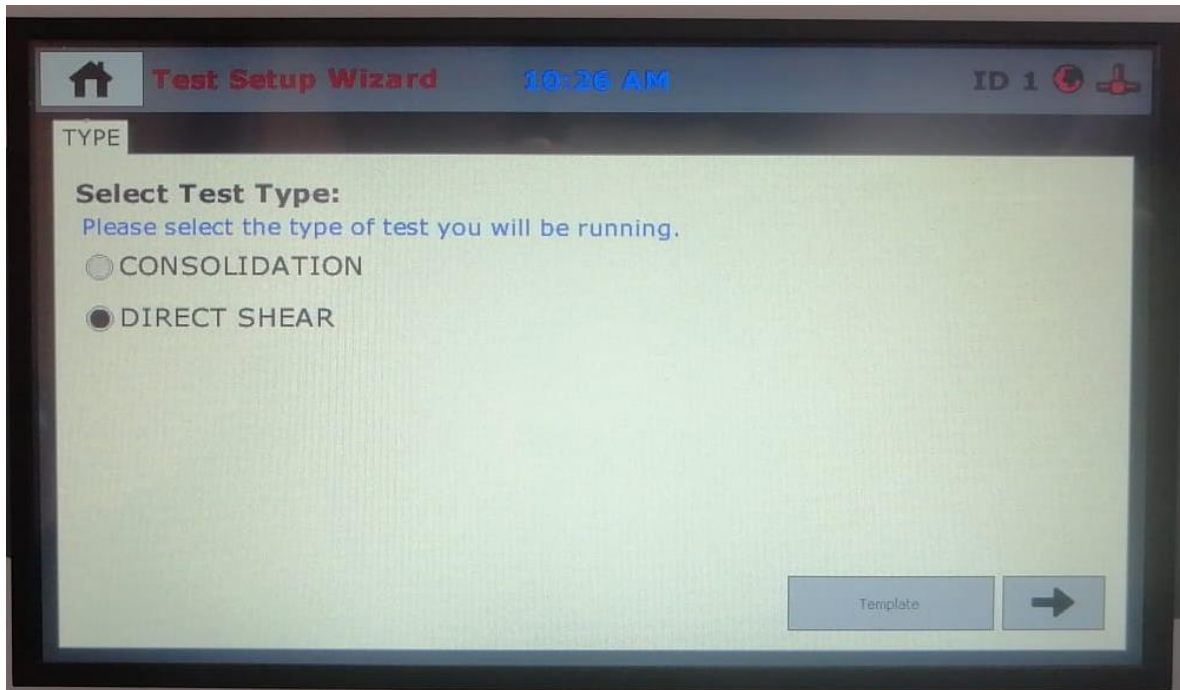 Test Setup Wizard 10:26 AM ID 1
TYPE
Select Test Type:
Please select the type of test you will be running.
CONSOLIDATION
DIRECT SHEAR
Template